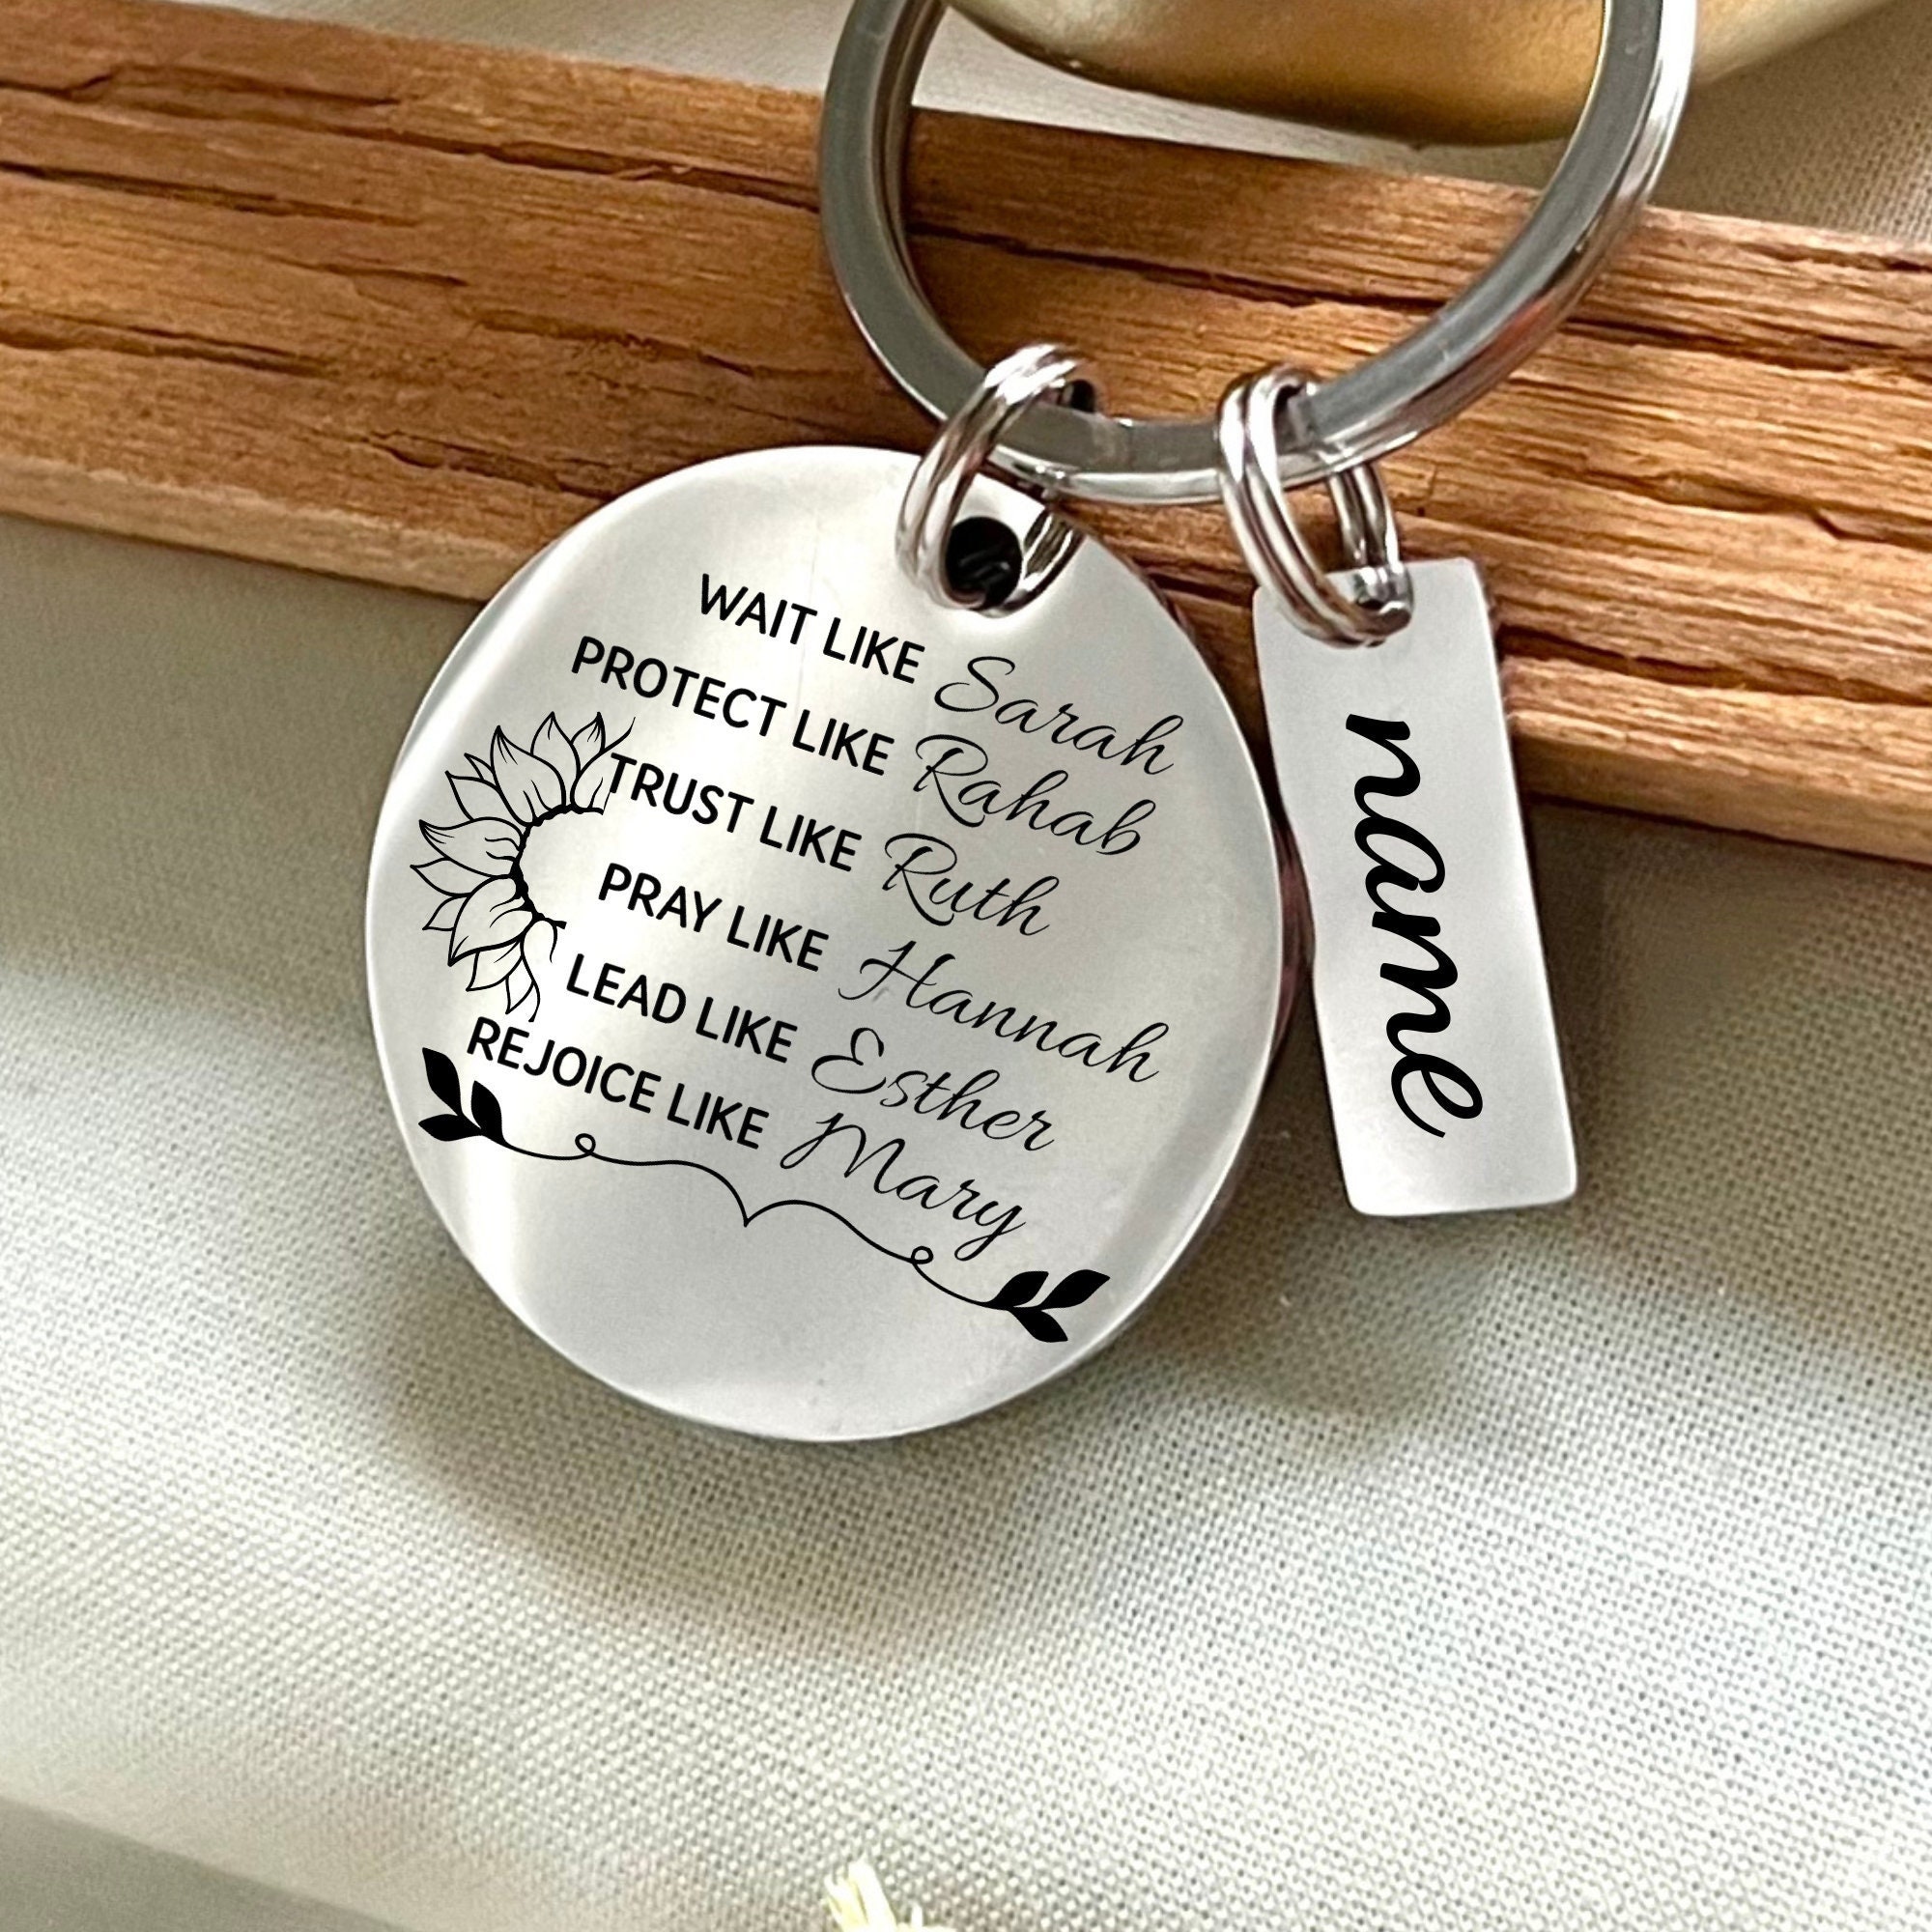 WAIT LIKE Sarah
PROTECT LIKE Rahab
TRUST LIKE Ruth
PRAY LIKE Hannah
LEAD LIKE Esther
REJOICE LIKE Mary
name